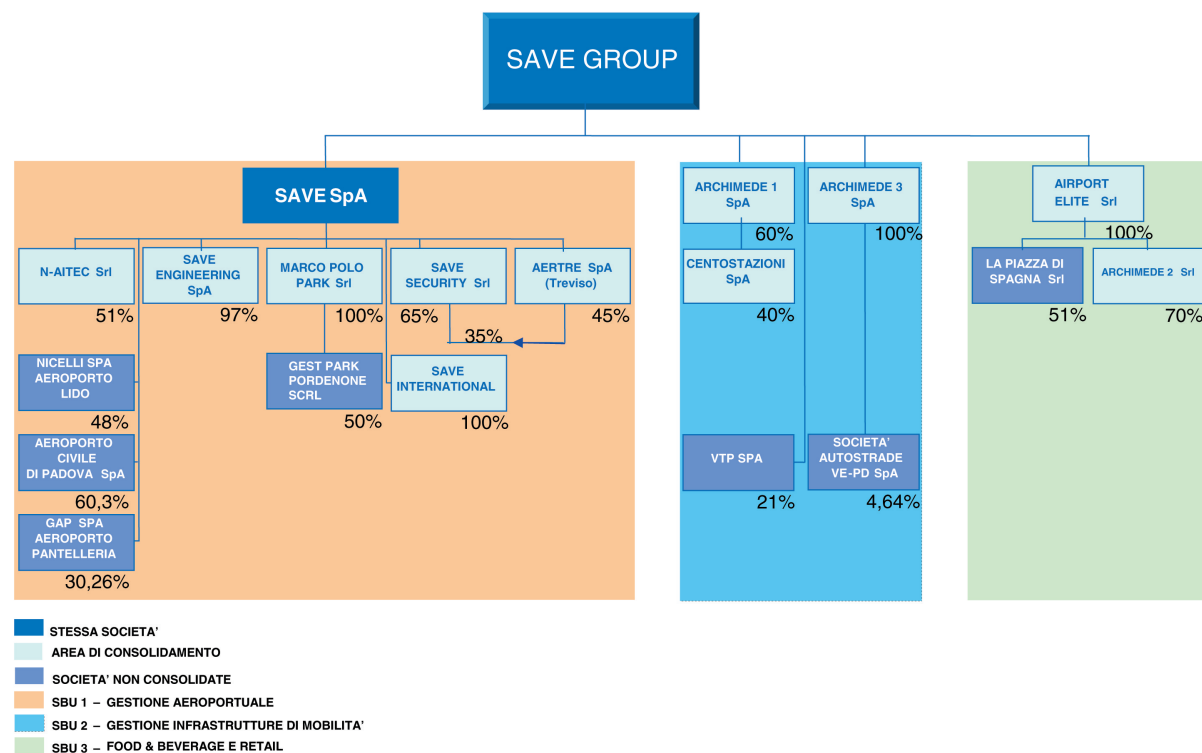 SAVE GROUP
SAVE SpA
N-AITEC Srl
51%
SAVE
ENGINEERING
SpA
97%
MARCO POLO
PARK Srl
100%
SAVE
SECURITY Srl
65%
35%
AERTRE SpA
(Treviso)
45%
NICELLI SPA
AEROPORTO
LIDO
48%
GEST PARK
PORDENONE
SCRL
50%
SAVE
INTERNATIONAL
100%
AEROPORTO
CIVILE
DI PADOVA SpA
60,3%
GAP SPA
AEROPORTO
PANTELLERIA
30,26%
ARCHIMEDE 1
SpA
60%
ARCHIMEDE 3
SpA
100%
CENTOSTAZIONI
SpA
40%
VTP SPA
21%
SOCIETA’
AUTOSTRADE
VE-PD SpA
4,64%
AIRPORT
ELITE Srl
100%
LA PIAZZA DI
SPAGNA Srl
51%
ARCHIMEDE 2 Srl
70%
STESSA SOCIETA’
AREA DI CONSOLIDAMENTO
SOCIETA’ NON CONSOLIDATE
SBU 1 – GESTIONE AEROPORTUALE
SBU 2 – GESTIONE INFRASTRUTTURE DI MOBILITA’
SBU 3 – FOOD & BEVERAGE E RETAIL